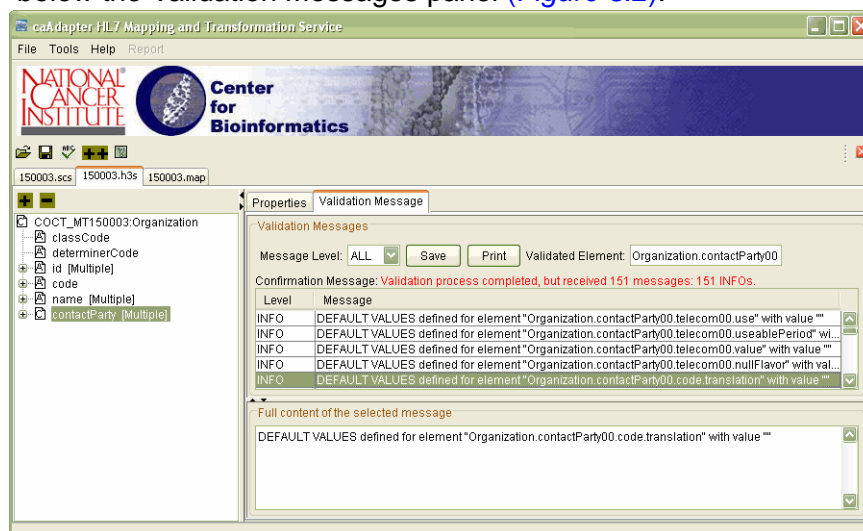 below the Validation Messages panel (Figure 8.2).
caAdapter HL7 Mapping and Transformation Service
File Tools Help Report
NATIONAL CANCER INSTITUTE
Center for Bioinformatics
150003.scs 150003.h3s 150003.map
COCT_MT150003:Organization
classCode
determinerCode
id [Multiple]
code
name [Multiple]
contactParty [Multiple]
Properties Validation Message
Validation Messages
Message Level: ALL Save Print Validated Element: Organization.contactParty00
Confirmation Message: Validation process completed, but received 151 messages: 151 INFOs.
Level Message
INFO DEFAULT VALUES defined for element "Organization.contactParty00.telecom00.use" with value ""
INFO DEFAULT VALUES defined for element "Organization.contactParty00.telecom00.useablePeriod" wi...
INFO DEFAULT VALUES defined for element "Organization.contactParty00.telecom00.value" with value ""
INFO DEFAULT VALUES defined for element "Organization.contactParty00.telecom00.nullFlavor" with val...
INFO DEFAULT VALUES defined for element "Organization.contactParty00.code.translation" with value ""
Full content of the selected message
DEFAULT VALUES defined for element "Organization.contactParty00.code.translation" with value ""